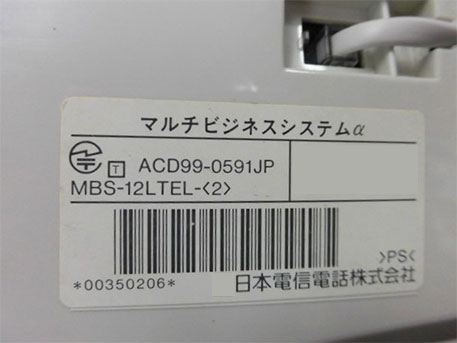 マルチビジネスシステムα
T ACD99-0591JP
MBS-12LTEL-<2>
>PS<
*00350206* 日本電信電話株式会社